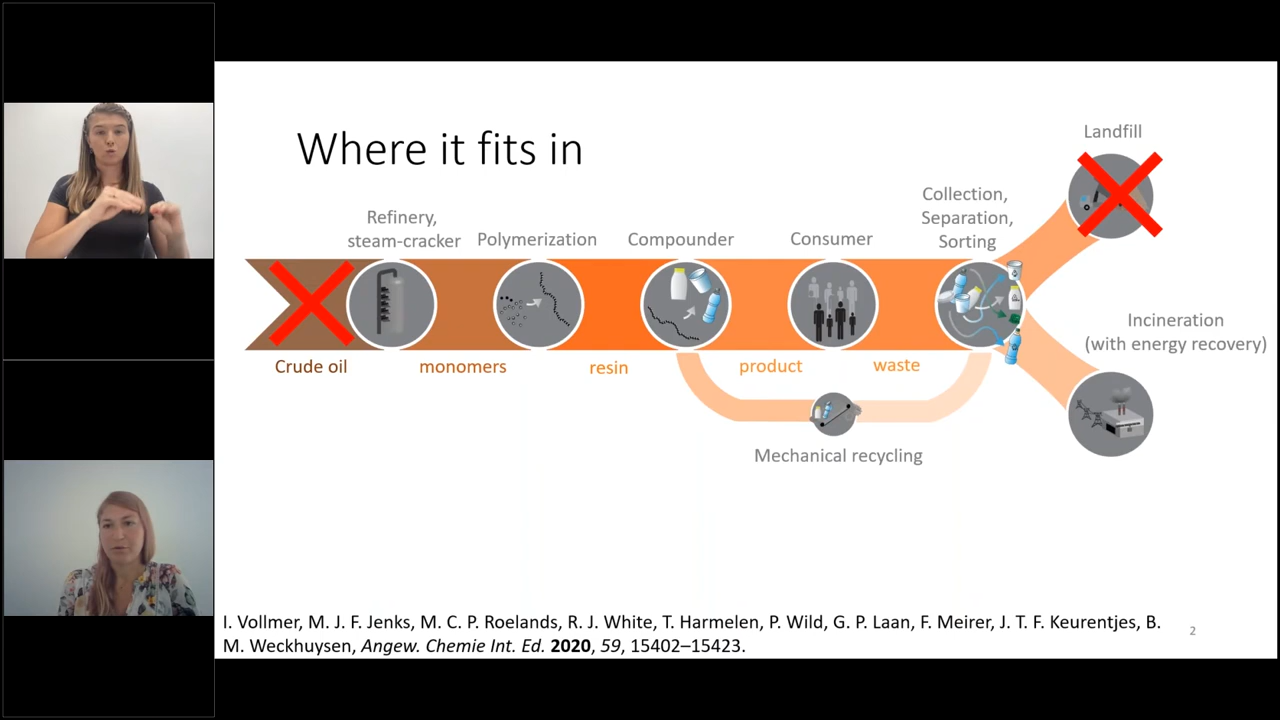 Where it fits in
Landfill
Collection,
Separation,
Sorting
Refinery,
steam-cracker
Polymerization
Compounder
Consumer
Incineration
(with energy recovery)
Crude oil
monomers
resin
product
waste
Mechanical recycling
I. Vollmer, M. J. F. Jenks, M. C. P. Roelands, R. J. White, T. Harmelen, P. Wild, G. P. Laan, F. Meirer, J. T. F. Keurentjes, B.
M. Weckhuysen, Angew. Chemie Int. Ed. 2020, 59, 15402–15423.
2